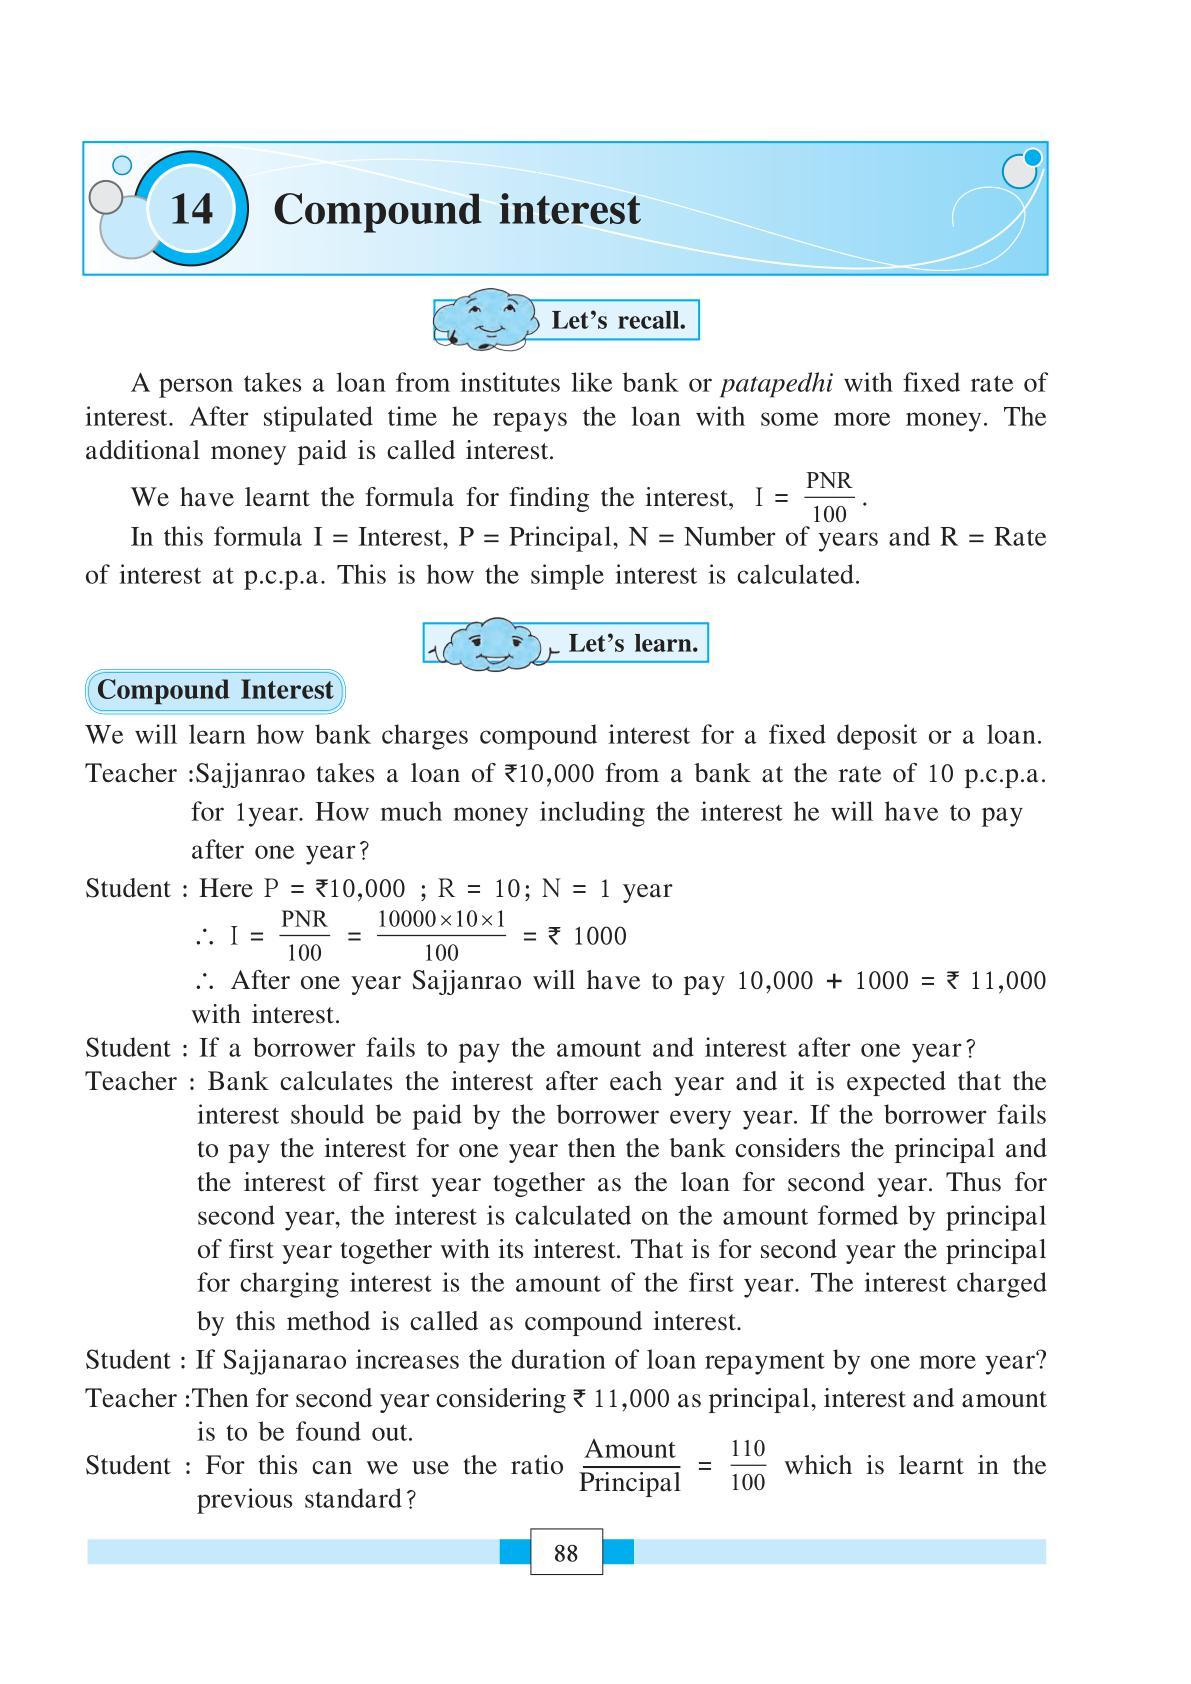 14 Compound interest
Let's recall.
A person takes a loan from institutes like bank or patapedhi with fixed rate of
interest. After stipulated time he repays the loan with some more money. The
additional money paid is called interest.
We have learnt the formula for finding the interest, I = PNR/100 .
In this formula I = Interest, P = Principal, N = Number of years and R = Rate
of interest at p.c.p.a. This is how the simple interest is calculated.
Let's learn.
Compound Interest
We will learn how bank charges compound interest for a fixed deposit or a loan.
Teacher :Sajjanrao takes a loan of ₹10,000 from a bank at the rate of 10 p.c.p.a.
for 1year. How much money including the interest he will have to pay
after one year?
Student : Here P = ₹10,000 ; R = 10; N = 1 year
∴ I = PNR/100 = 10000×10×1/100 = ₹ 1000
∴ After one year Sajjanrao will have to pay 10,000 + 1000 = ₹ 11,000
with interest.
Student : If a borrower fails to pay the amount and interest after one year?
Teacher : Bank calculates the interest after each year and it is expected that the
interest should be paid by the borrower every year. If the borrower fails
to pay the interest for one year then the bank considers the principal and
the interest of first year together as the loan for second year. Thus for
second year, the interest is calculated on the amount formed by principal
of first year together with its interest. That is for second year the principal
for charging interest is the amount of the first year. The interest charged
by this method is called as compound interest.
Student : If Sajjanarao increases the duration of loan repayment by one more year?
Teacher :Then for second year considering ₹ 11,000 as principal, interest and amount
is to be found out.
Student : For this can we use the ratio Amount/Principal = 110/100 which is learnt in the
previous standard?
88